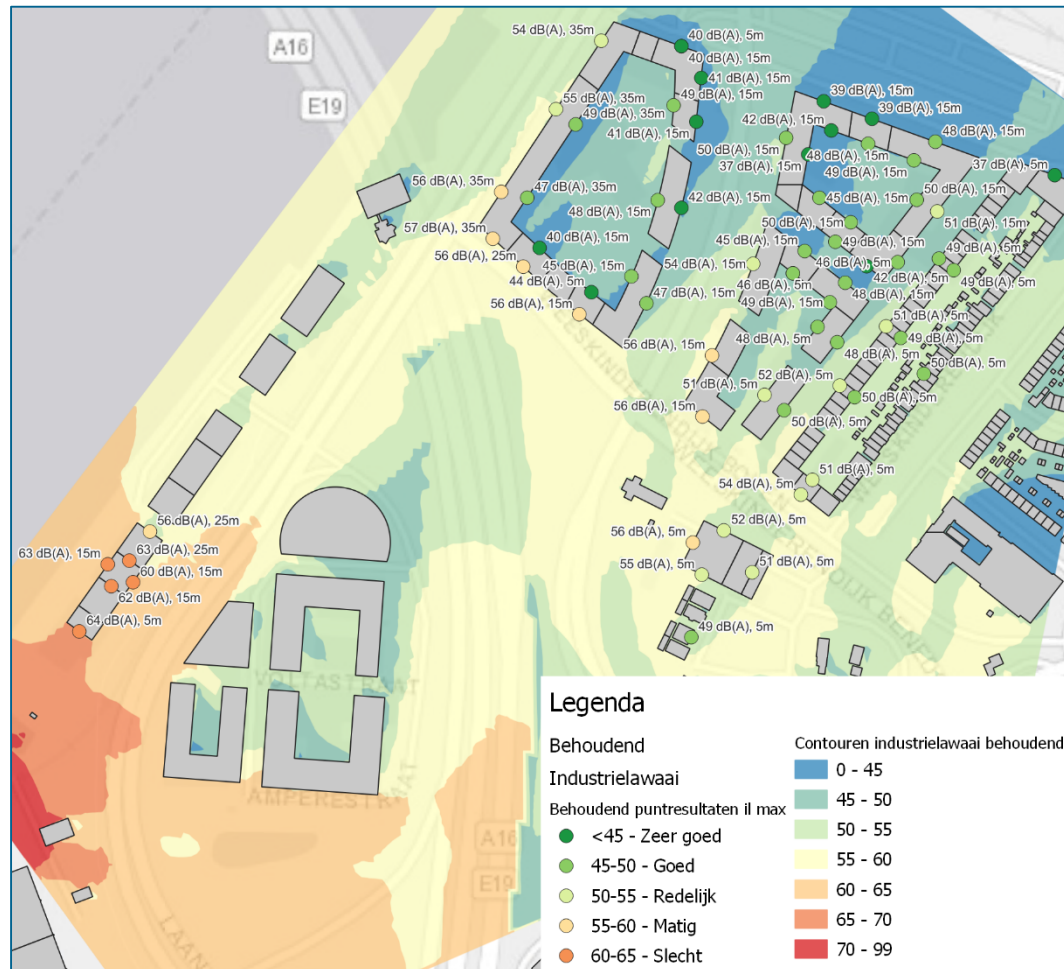 54 dB(A), 35m
40 dB(A), 5m
A16
40 dB(A), 15m
41 dB(A), 15m
E19
55 dB(A), 35m
49 dB(A), 15m
39 dB(A), 15m
49 dB(A), 35m
39 dB(A), 15m
42 dB(A), 15m
41 dB(A), 15m
48 dB(A), 15m
50 dB(A), 15m
48 dB(A), 15m
37 dB(A), 5m
37 dB(A), 15m
49 dB(A), 15m
56 dB(A), 35m
47 dB(A), 35m
45 dB(A), 15m
50 dB(A), 15m
48 dB(A), 15m
42 dB(A), 15m
51 dB(A), 15m
50 dB(A), 15m
57 dB(A), 35m
40 dB(A), 15m
45 dB(A), 15m
49 dB(A), 15m
49 dB(A), 5m
56 dB(A), 25m
45 dB(A), 15m
54 dB(A), 15m
46 dB(A), 5m
42 dB(A), 5m
49 dB(A), 5m
44 dB(A), 5m
46 dB(A), 5m
48 dB(A), 15m
47 dB(A), 15m
49 dB(A), 15m
56 dB(A), 15m
51 dB(A), 5m
48 dB(A), 5m
49 dB(A), 5m
56 dB(A), 15m
48 dB(A), 5m
52 dB(A), 5m
50 dB(A), 5m
51 dB(A), 5m
50 dB(A), 5m
56 dB(A), 15m
50 dB(A), 5m
51 dB(A), 5m
54 dB(A), 5m
56 dB(A), 25m
52 dB(A), 5m
56 dB(A), 5m
63 dB(A), 15m
63 dB(A), 25m
60 dB(A), 15m
55 dB(A), 5m
51 dB(A), 5m
62 dB(A), 15m
64 dB(A), 5m
49 dB(A), 5m
VOLTASTRAAT
AMPERESTRAAT
A16
E19
LAAN
Legenda
Behoudend
Industrielawaai
Behoudend puntresultaten il max
<45 - Zeer goed
45-50 - Goed
50-55 - Redelijk
55-60 - Matig
60-65 - Slecht
Contouren industrielawaai behoudend
0 - 45
45 - 50
50 - 55
55 - 60
60 - 65
65 - 70
70 - 99